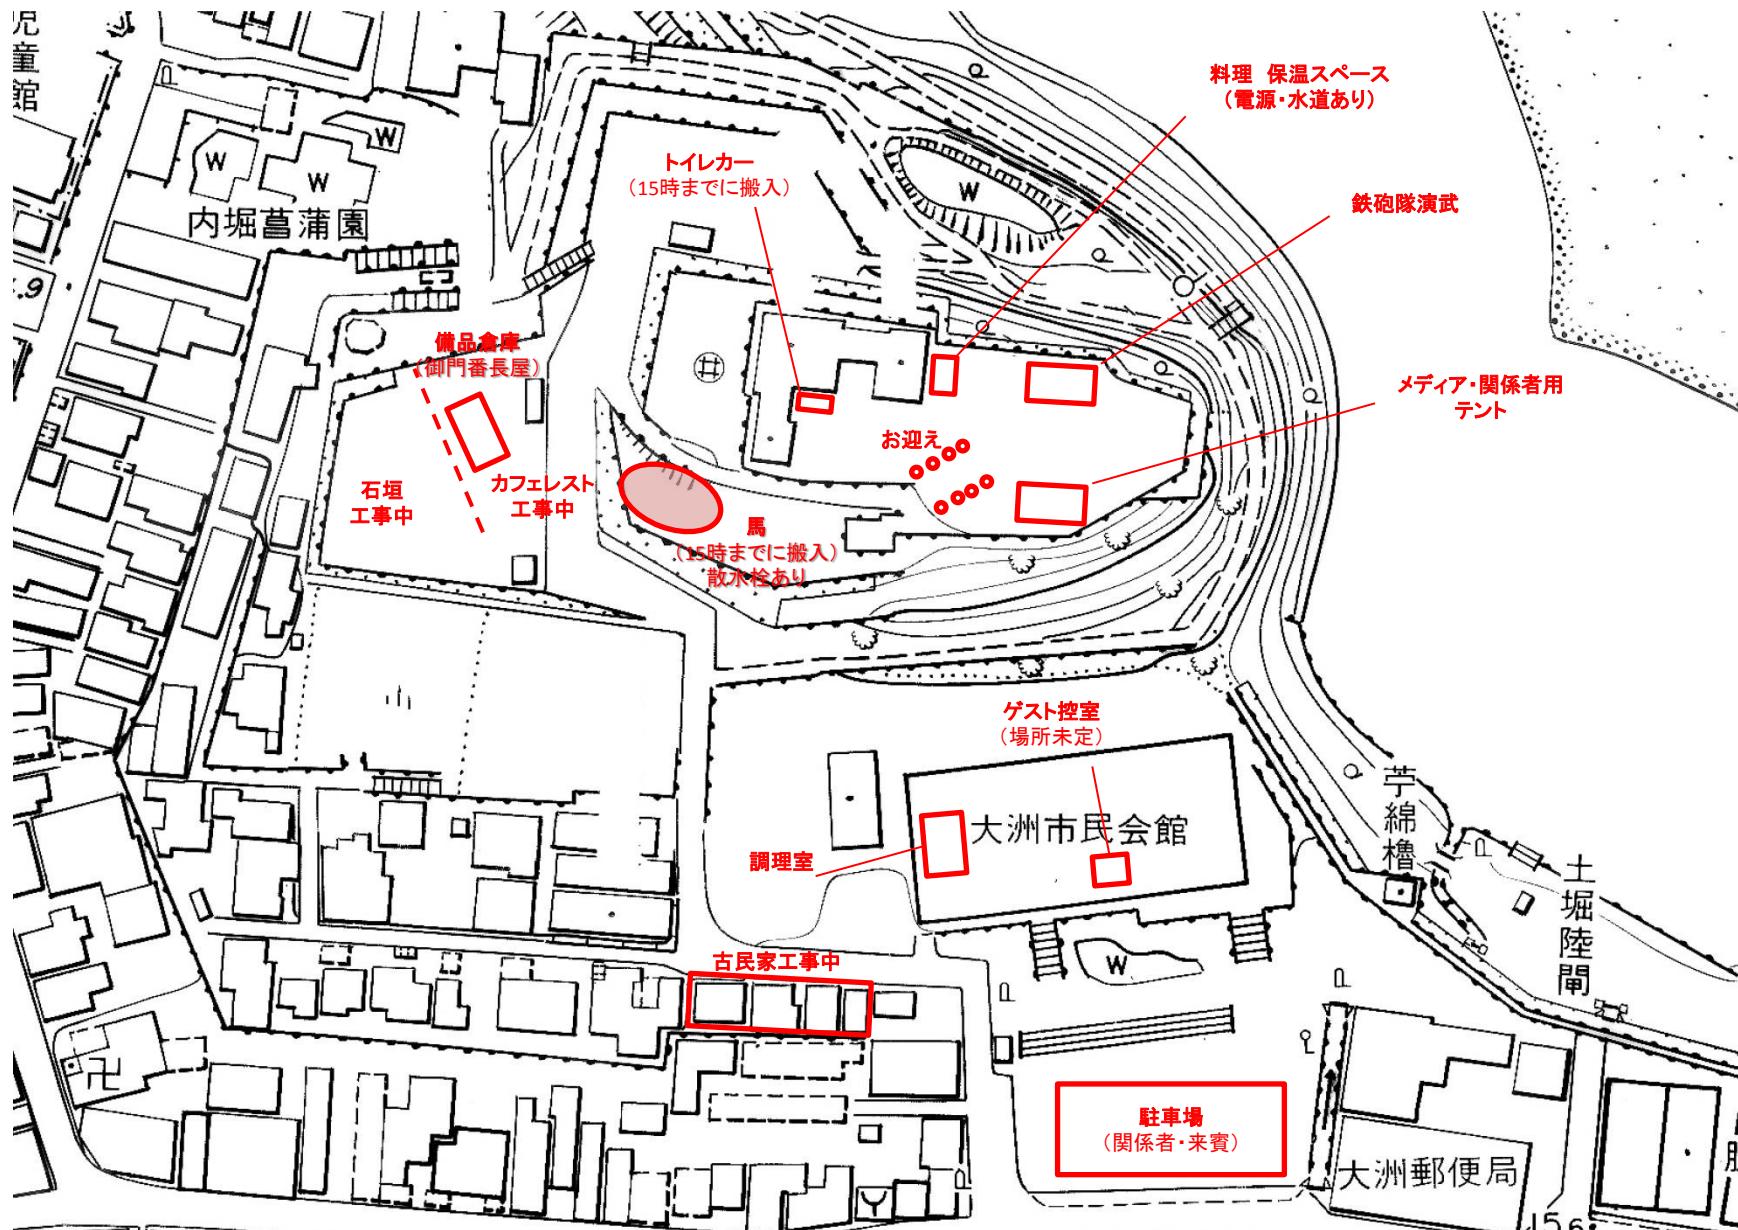 児童館
料理 保温スペース
（電源・水道あり）
トイレカー
（15時までに搬入）
鉄砲隊演武
W
W
W
W
内堀菖蒲園
.9
備品倉庫
（御門番長屋）
メディア・関係者用
テント
お迎え
石垣
工事中
カフェレスト
工事中
馬
（15時までに搬入）
散水栓あり
ゲスト控室
（場所未定）
大洲市民会館
調理室
苧綿櫓
土堀陸閘
古民家工事中
W
駐車場
（関係者・来賓）
大洲郵便局